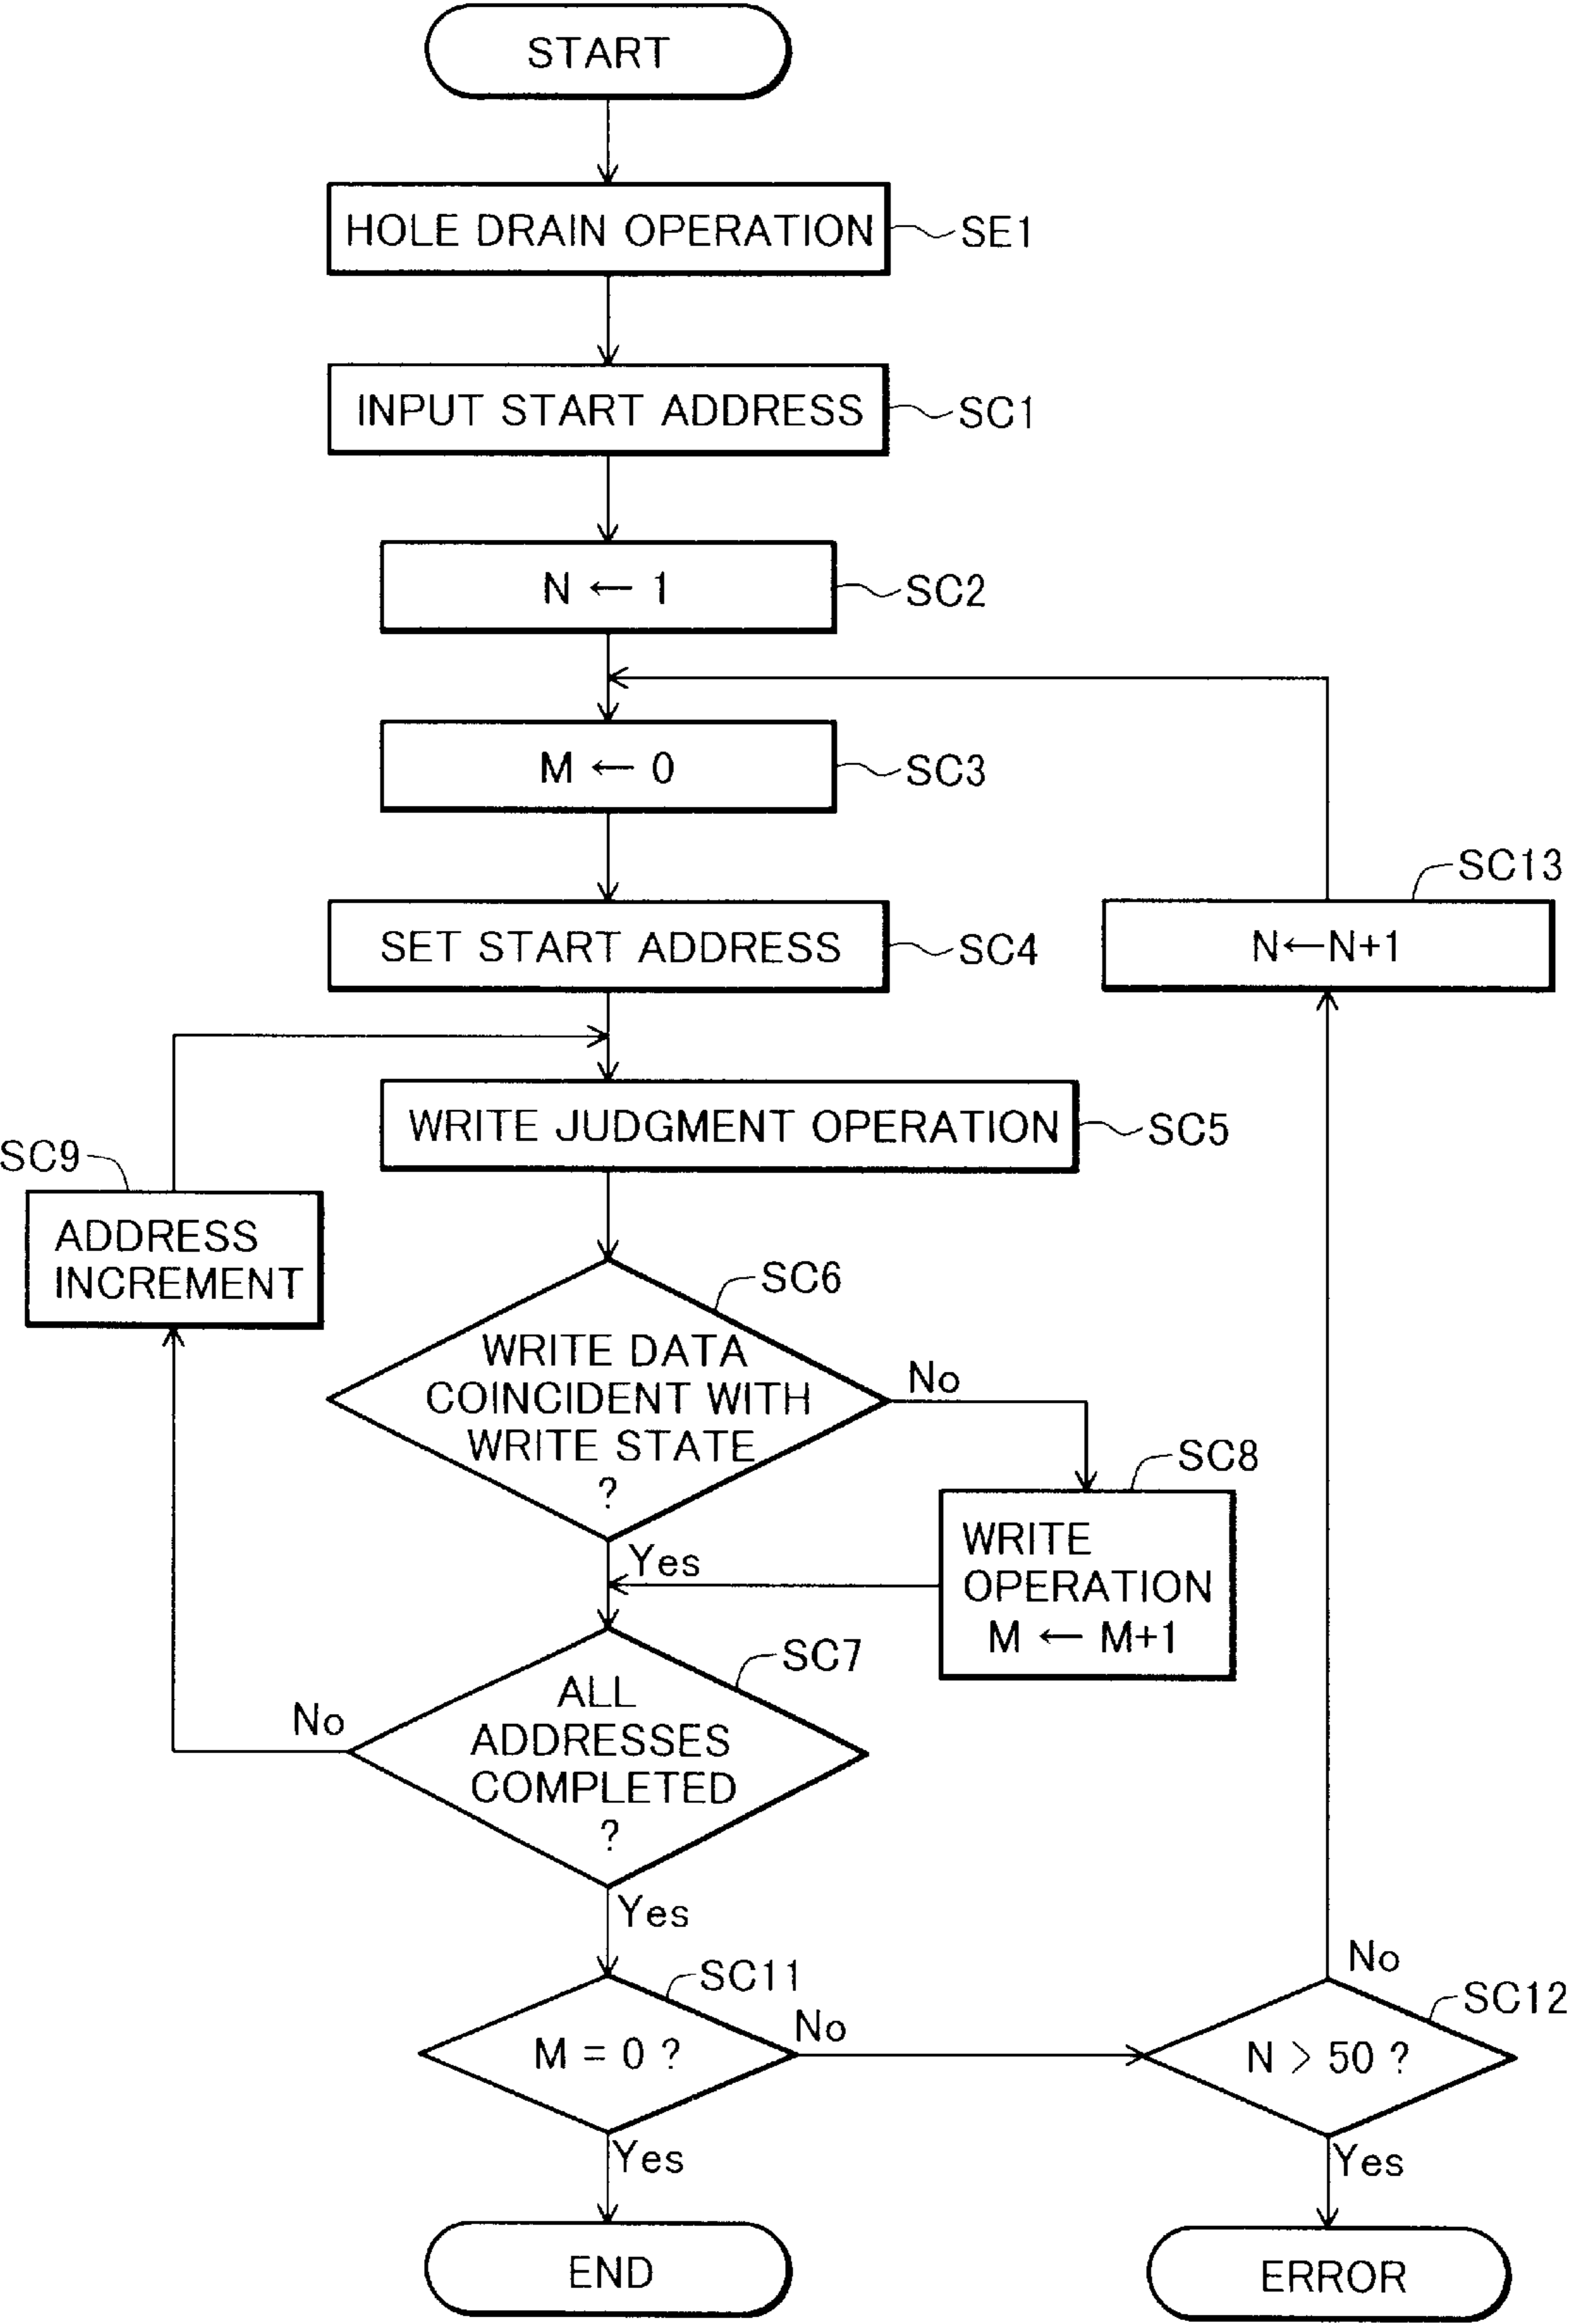 START
HOLE DRAIN OPERATION
SE1
INPUT START ADDRESS
SC1
N ← 1
SC2
M ← 0
SC3
SC13
SET START ADDRESS
SC4
N←N+1
WRITE JUDGMENT OPERATION
SC5
SC9
ADDRESS
INCREMENT
SC6
WRITE DATA
COINCIDENT WITH
WRITE STATE
?
No
SC8
WRITE
OPERATION
M ← M+1
Yes
SC7
ALL
ADDRESSES
COMPLETED
?
No
Yes
SC11
M = 0 ?
No
No
SC12
N > 50 ?
Yes
Yes
END
ERROR